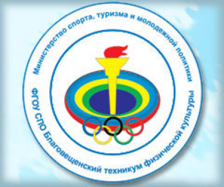 Министерство спорта, туризма и молодежной политики
ФГОУ СПО Благовещенский техникум физической культуры